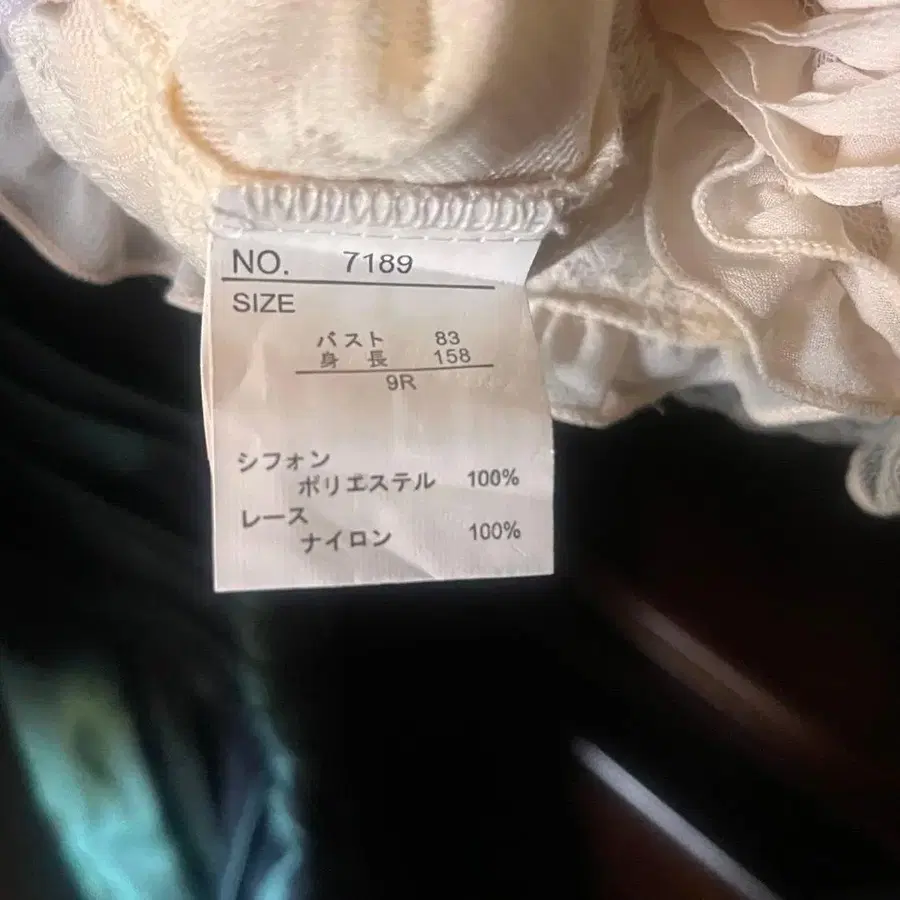 NO. 7189
SIZE
バスト 83
身長 158
9R
シフォン
ポリエステル 100%
レース
ナイロン 100%